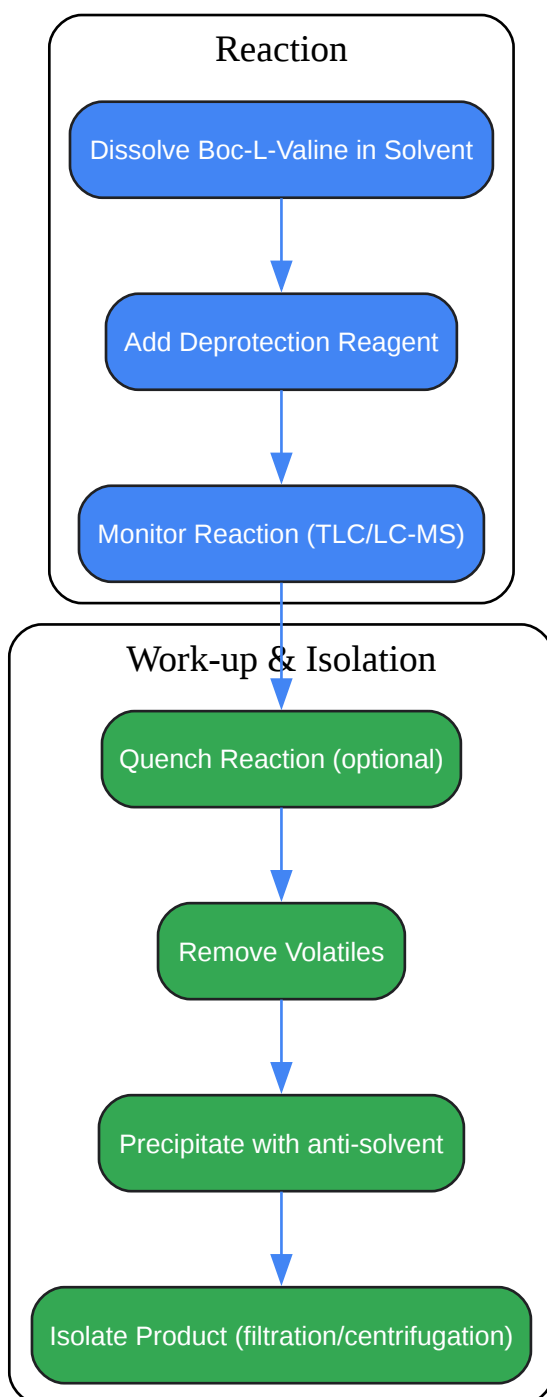 Reaction
Dissolve Boc-L-Valine in Solvent
Add Deprotection Reagent
Monitor Reaction (TLC/LC-MS)
Work-up & Isolation
Quench Reaction (optional)
Remove Volatiles
Precipitate with anti-solvent
Isolate Product (filtration/centrifugation)